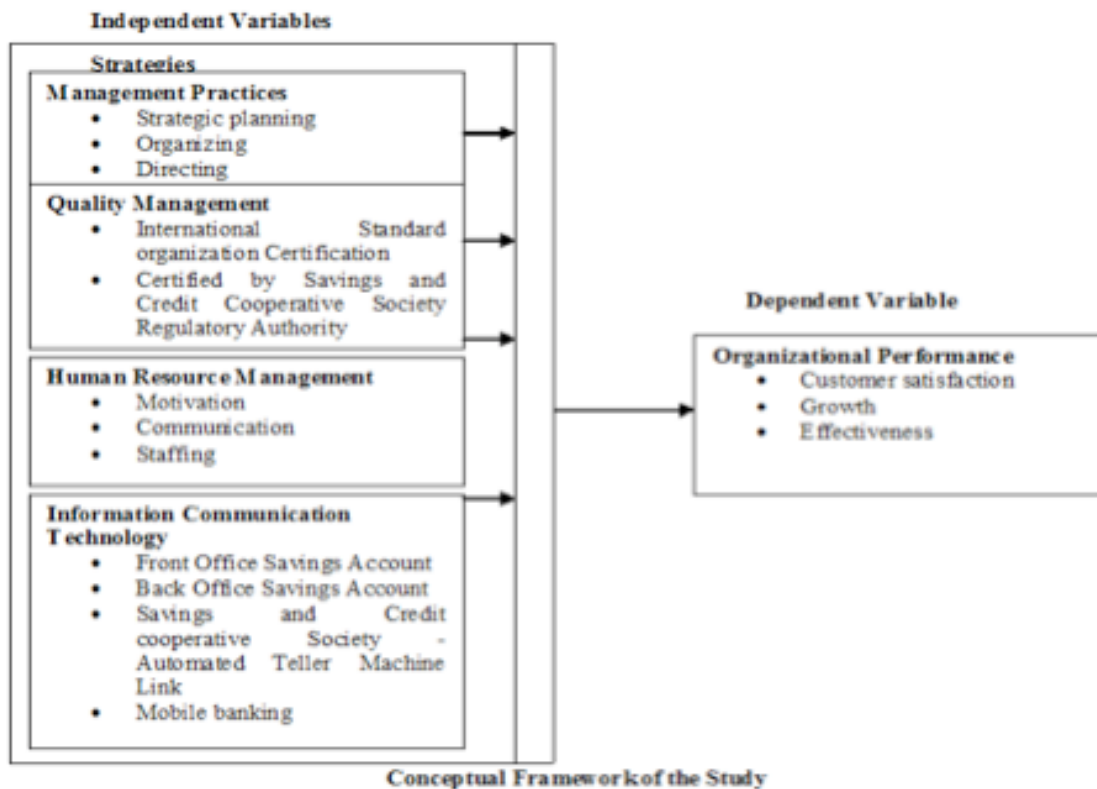 Independent Variables
Strategies
Management Practices
• Strategic planning
• Organizing
• Directing
Quality Management
• International Standard
organization Certification
• Certified by Savings and
Credit Cooperative Society
Regulatory Authority
Human Resource Management
• Motivation
• Communication
• Staffing
Information Communication
Technology
• Front Office Savings Account
• Back Office Savings Account
• Savings and Credit
cooperative Society -
Automated Teller Machine
Link
• Mobile banking
Dependent Variable
Organizational Performance
• Customer satisfaction
• Growth
• Effectiveness
Conceptual Framework of the Study